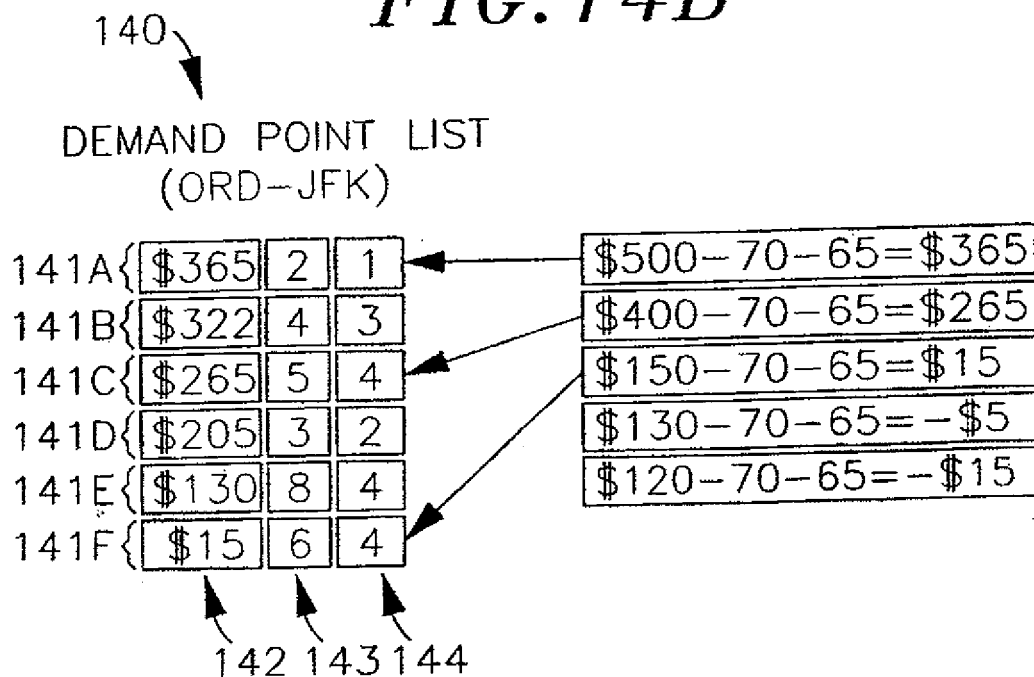 FIG. 14B
140
DEMAND POINT LIST
(ORD-JFK)
141A{ $365 2 1
141B{ $322 4 3
141C{ $265 5 4
141D{ $205 3 2
141E{ $130 8 4
141F{ $15 6 4
$500-70-65=$365
$400-70-65=$265
$150-70-65=$15
$130-70-65=-$5
$120-70-65=-$15
142 143 144